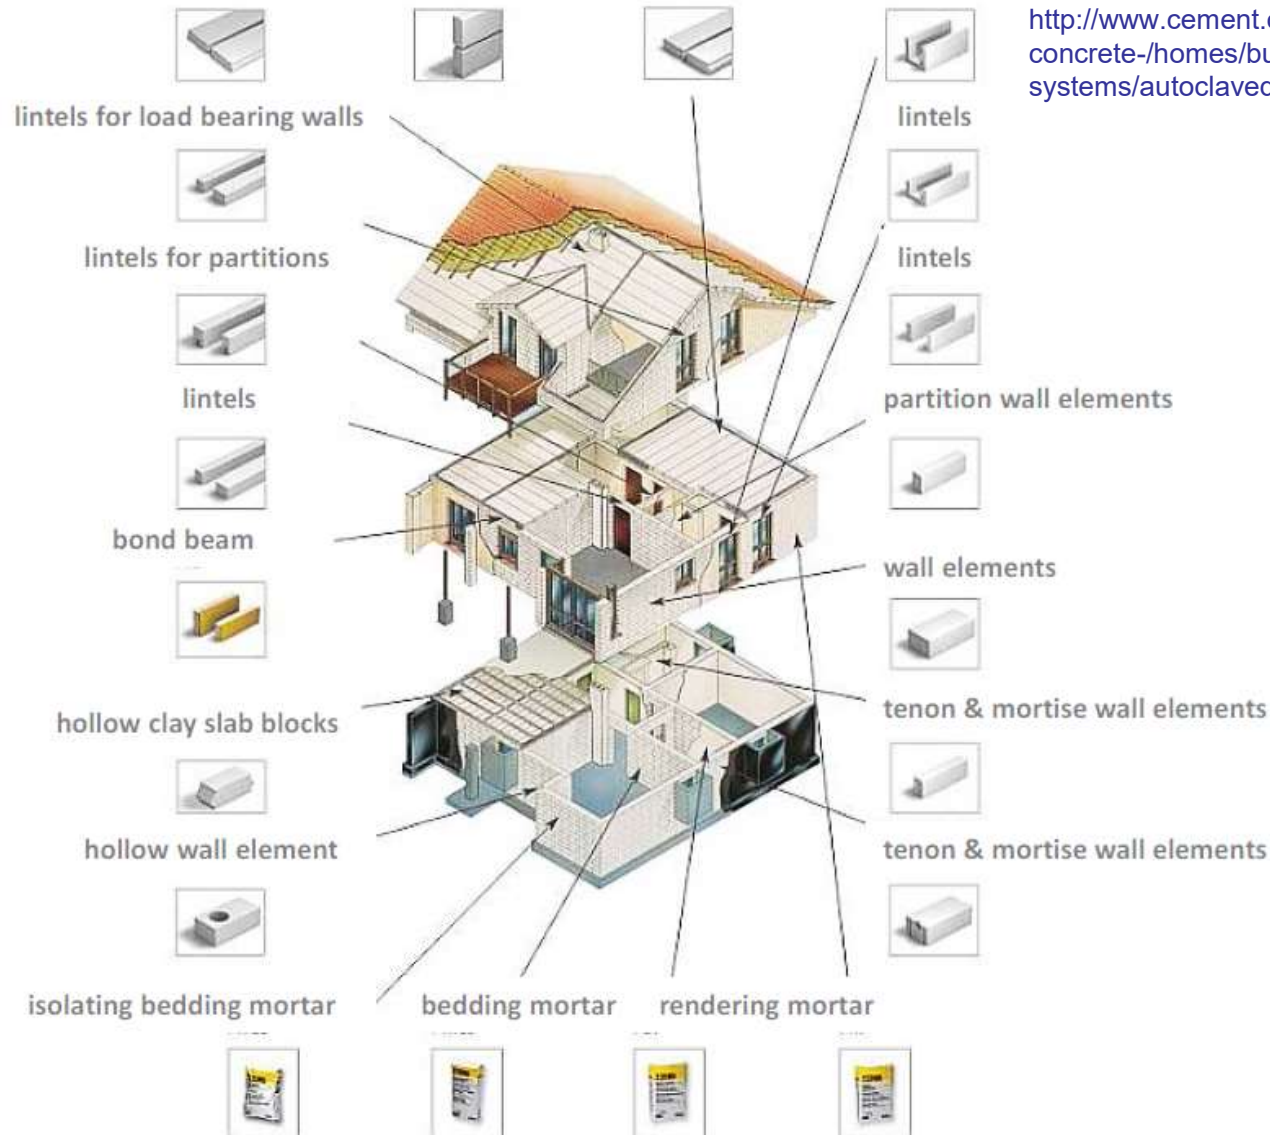 http://www.cement.
concrete-/homes/bu
systems/autoclaved
lintels for load bearing walls
lintels
lintels for partitions
lintels
lintels
partition wall elements
bond beam
wall elements
hollow clay slab blocks
tenon & mortise wall elements
hollow wall element
tenon & mortise wall elements
isolating bedding mortar
bedding mortar
rendering mortar